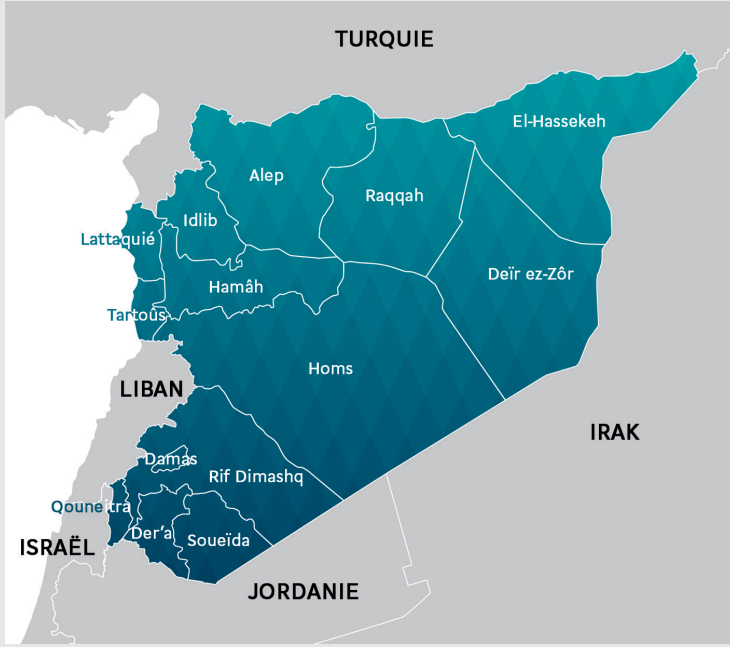 TURQUIE
El-Hassekeh
Alep
Raqqah
Idlib
Lattaquié
Deïr ez-Zôr
Hamâh
Tartoûs
Homs
LIBAN
IRAK
Damas
Rif Dimashq
Qouneitra
Der'a
Soueïda
ISRAËL
JORDANIE